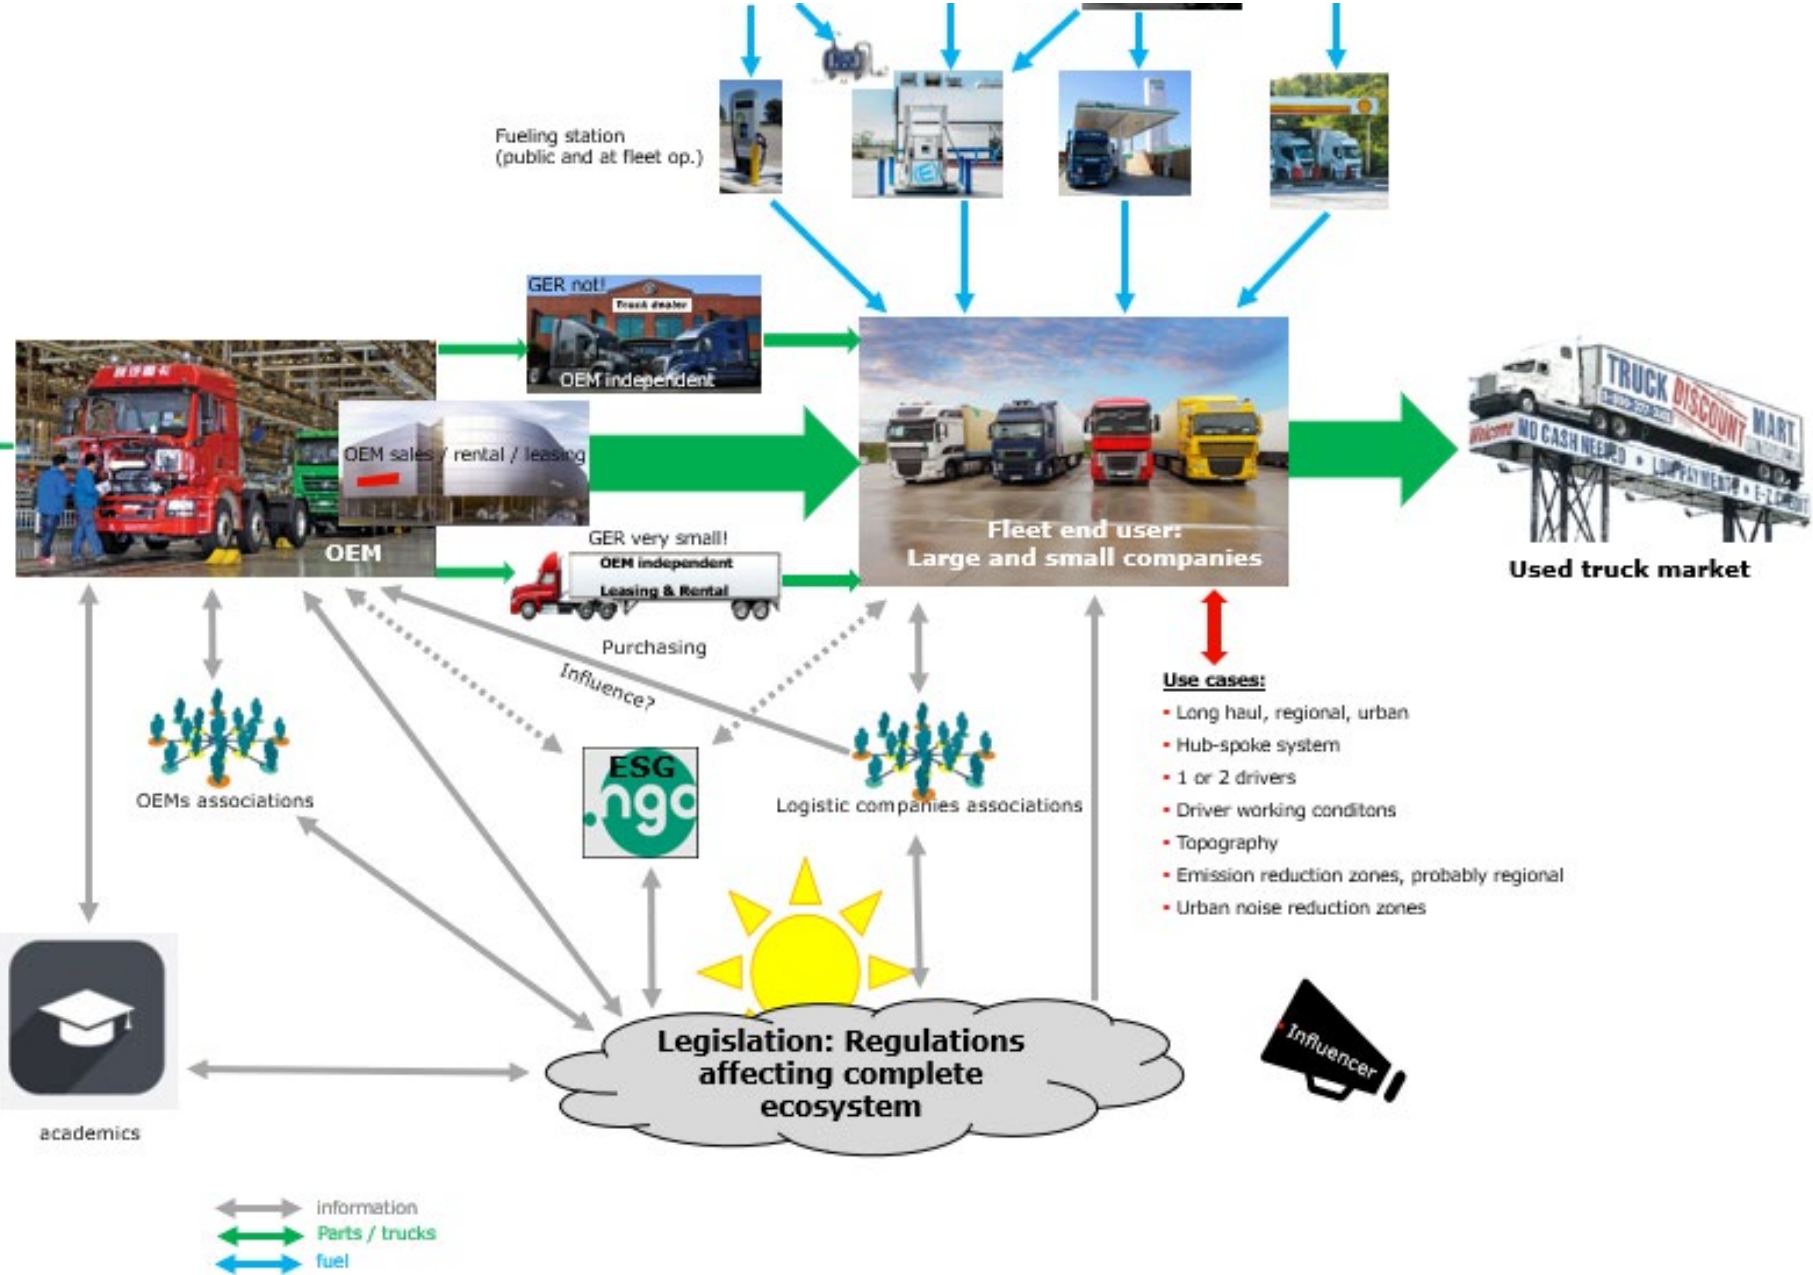 Fueling station
(public and at fleet op.)
GER not!
Truck dealer
OEM independent
OEM sales / rental / leasing
OEM
GER very small!
OEM independent
Leasing & Rental
Fleet end user:
Large and small companies
TRUCK DISCOUNT MART.
Welcome NO CASH NEEDED • LOW PAYMENTS • E-Z
Used truck market
Purchasing
Influence?
Use cases:
▪ Long haul, regional, urban
▪ Hub-spoke system
▪ 1 or 2 drivers
▪ Driver working conditons
▪ Topography
▪ Emission reduction zones, probably regional
▪ Urban noise reduction zones
OEMs associations
ESG
.ngo
Logistic companies associations
Legislation: Regulations
affecting complete
ecosystem
▪ Influencer
academics
information
Parts / trucks
fuel